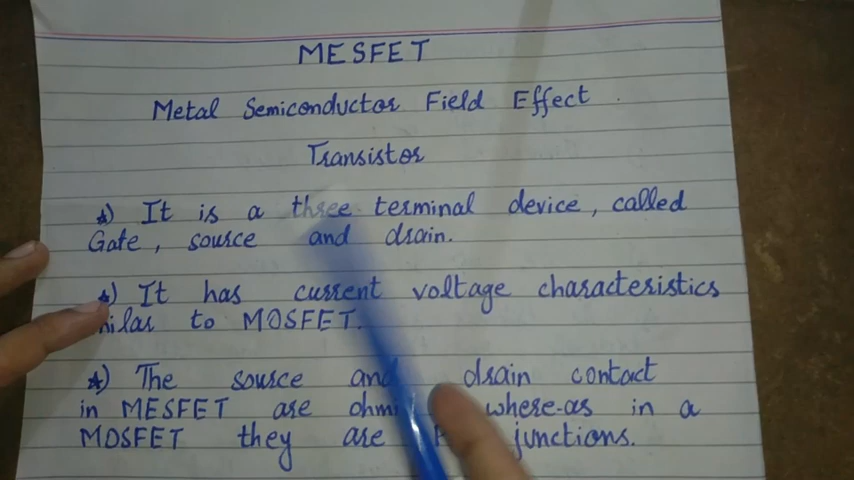 MESFET
Metal Semiconductor Field Effect
Transistor
*) It is a three terminal device, called
Gate, source and drain.
*) It has current voltage characteristics
to MOSFET.
*) The source and drain contact
in MESFET are where-as in a
MOSFET they are junctions.